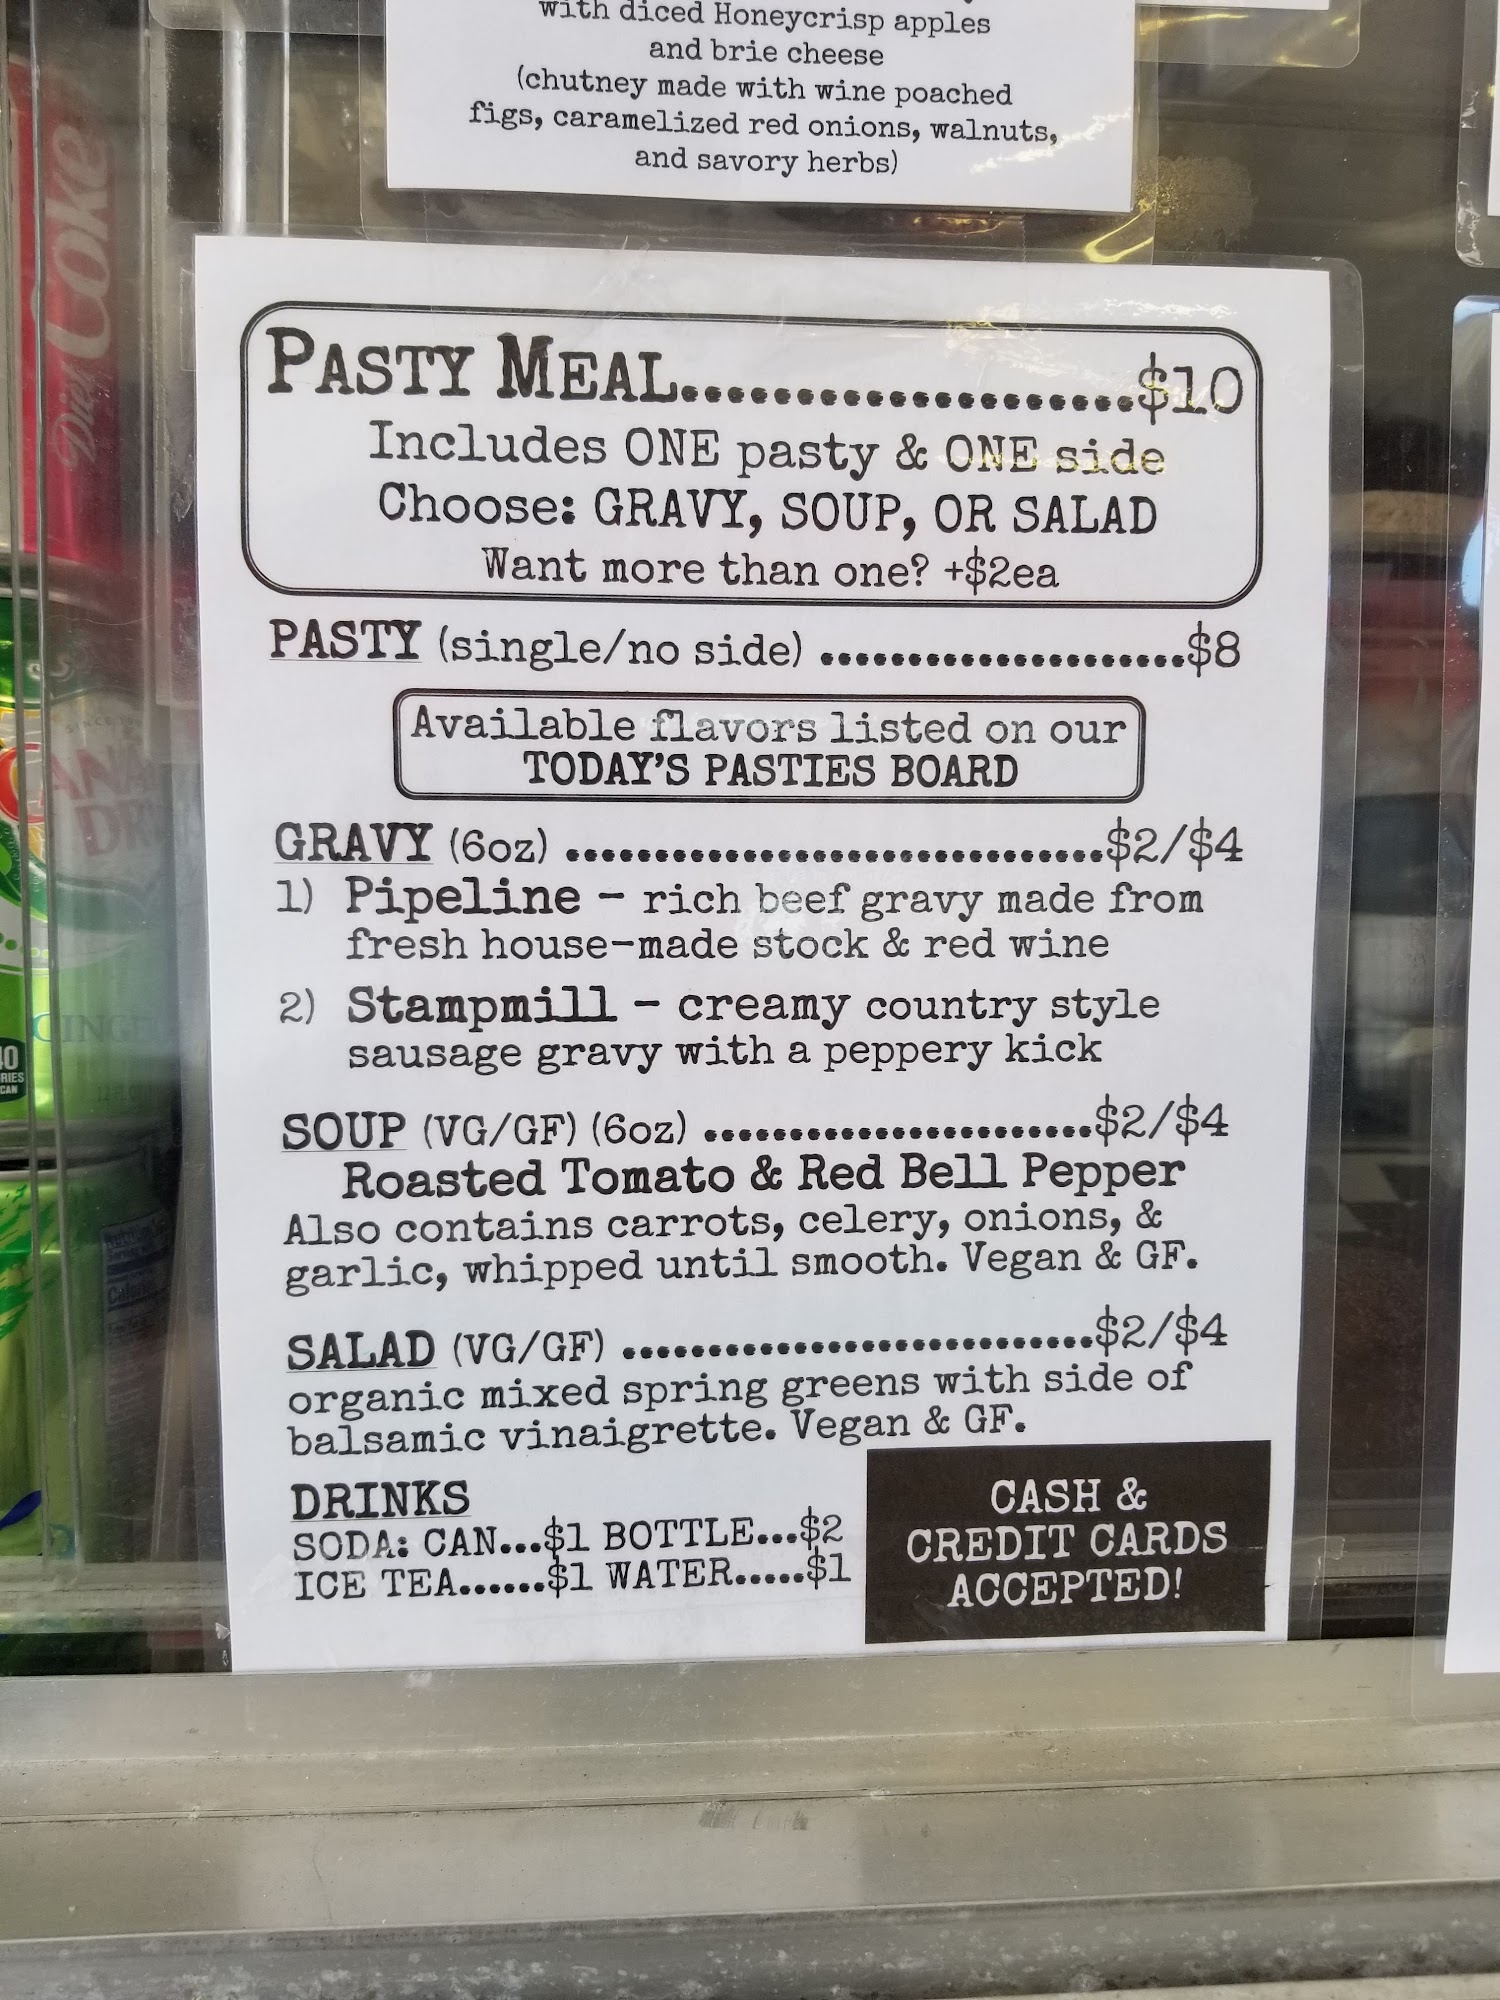 with diced Honeycrisp apples
and brie cheese
(chutney made with wine poached
figs, caramelized red onions, walnuts,
and savory herbs)
PASTY MEAL.....................$10
Includes ONE pasty & ONE side
Choose: GRAVY, SOUP, OR SALAD
Want more than one? +$2ea
PASTY (single/no side) .....................$8
Available flavors listed on our
TODAY'S PASTIES BOARD
GRAVY (6oz) ................................$2/$4
1) Pipeline – rich beef gravy made from
fresh house-made stock & red wine
2) Stampmill – creamy country style
sausage gravy with a peppery kick
SOUP (VG/GF) (6oz) .......................$2/$4
Roasted Tomato & Red Bell Pepper
Also contains carrots, celery, onions, &
garlic, whipped until smooth. Vegan & GF.
SALAD (VG/GF) ............................$2/$4
organic mixed spring greens with side of
balsamic vinaigrette. Vegan & GF.
DRINKS
SODA: CAN...$1 BOTTLE...$2
ICE TEA......$1 WATER.....$1
CASH &
CREDIT CARDS
ACCEPTED!
Diet Coke